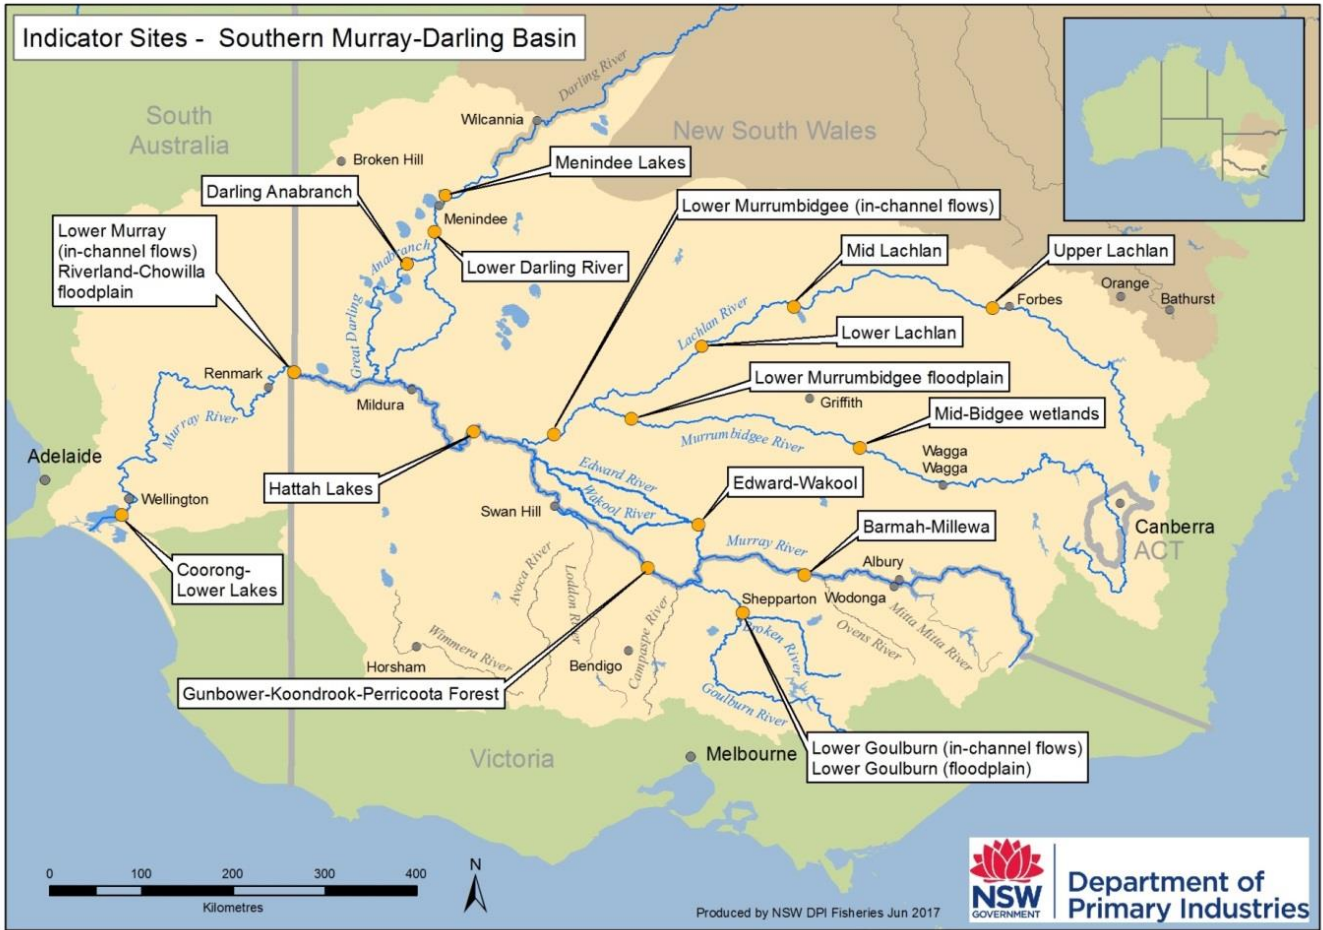 Indicator Sites - Southern Murray-Darling Basin
South
Australia
New South Wales
Darling River
Wilcannia
Broken Hill
Menindee Lakes
Darling Anabranch
Menindee
Lower Murrumbidgee (in-channel flows)
Lower Murray
(in-channel flows)
Riverland-Chowilla
floodplain
Anabranch
Lower Darling River
Mid Lachlan
Upper Lachlan
Orange
Forbes
Bathurst
Great Darling
Lachlan River
Lower Lachlan
Renmark
Mildura
Lower Murrumbidgee floodplain
Griffith
Murray River
Murrumbidgee River
Mid-Bidgee wetlands
Adelaide
Wagga
Wagga
Hattah Lakes
Edward River
Edward-Wakool
Wellington
Wakool River
Swan Hill
Barmah-Millewa
Canberra
ACT
Murray River
Albury
Coorong-
Lower Lakes
Avoca River
Loddon River
Campaspe River
Shepparton
Wodonga
Mitta Mitta River
Ovens River
Broken River
Wimmera River
Horsham
Bendigo
Gunbower-Koondrook-Perricoota Forest
Goulburn River
Victoria
Melbourne
Lower Goulburn (in-channel flows)
Lower Goulburn (floodplain)
0 100 200 300 400
Kilometres
N
Produced by NSW DPI Fisheries Jun 2017
NSW
GOVERNMENT
Department of
Primary Industries